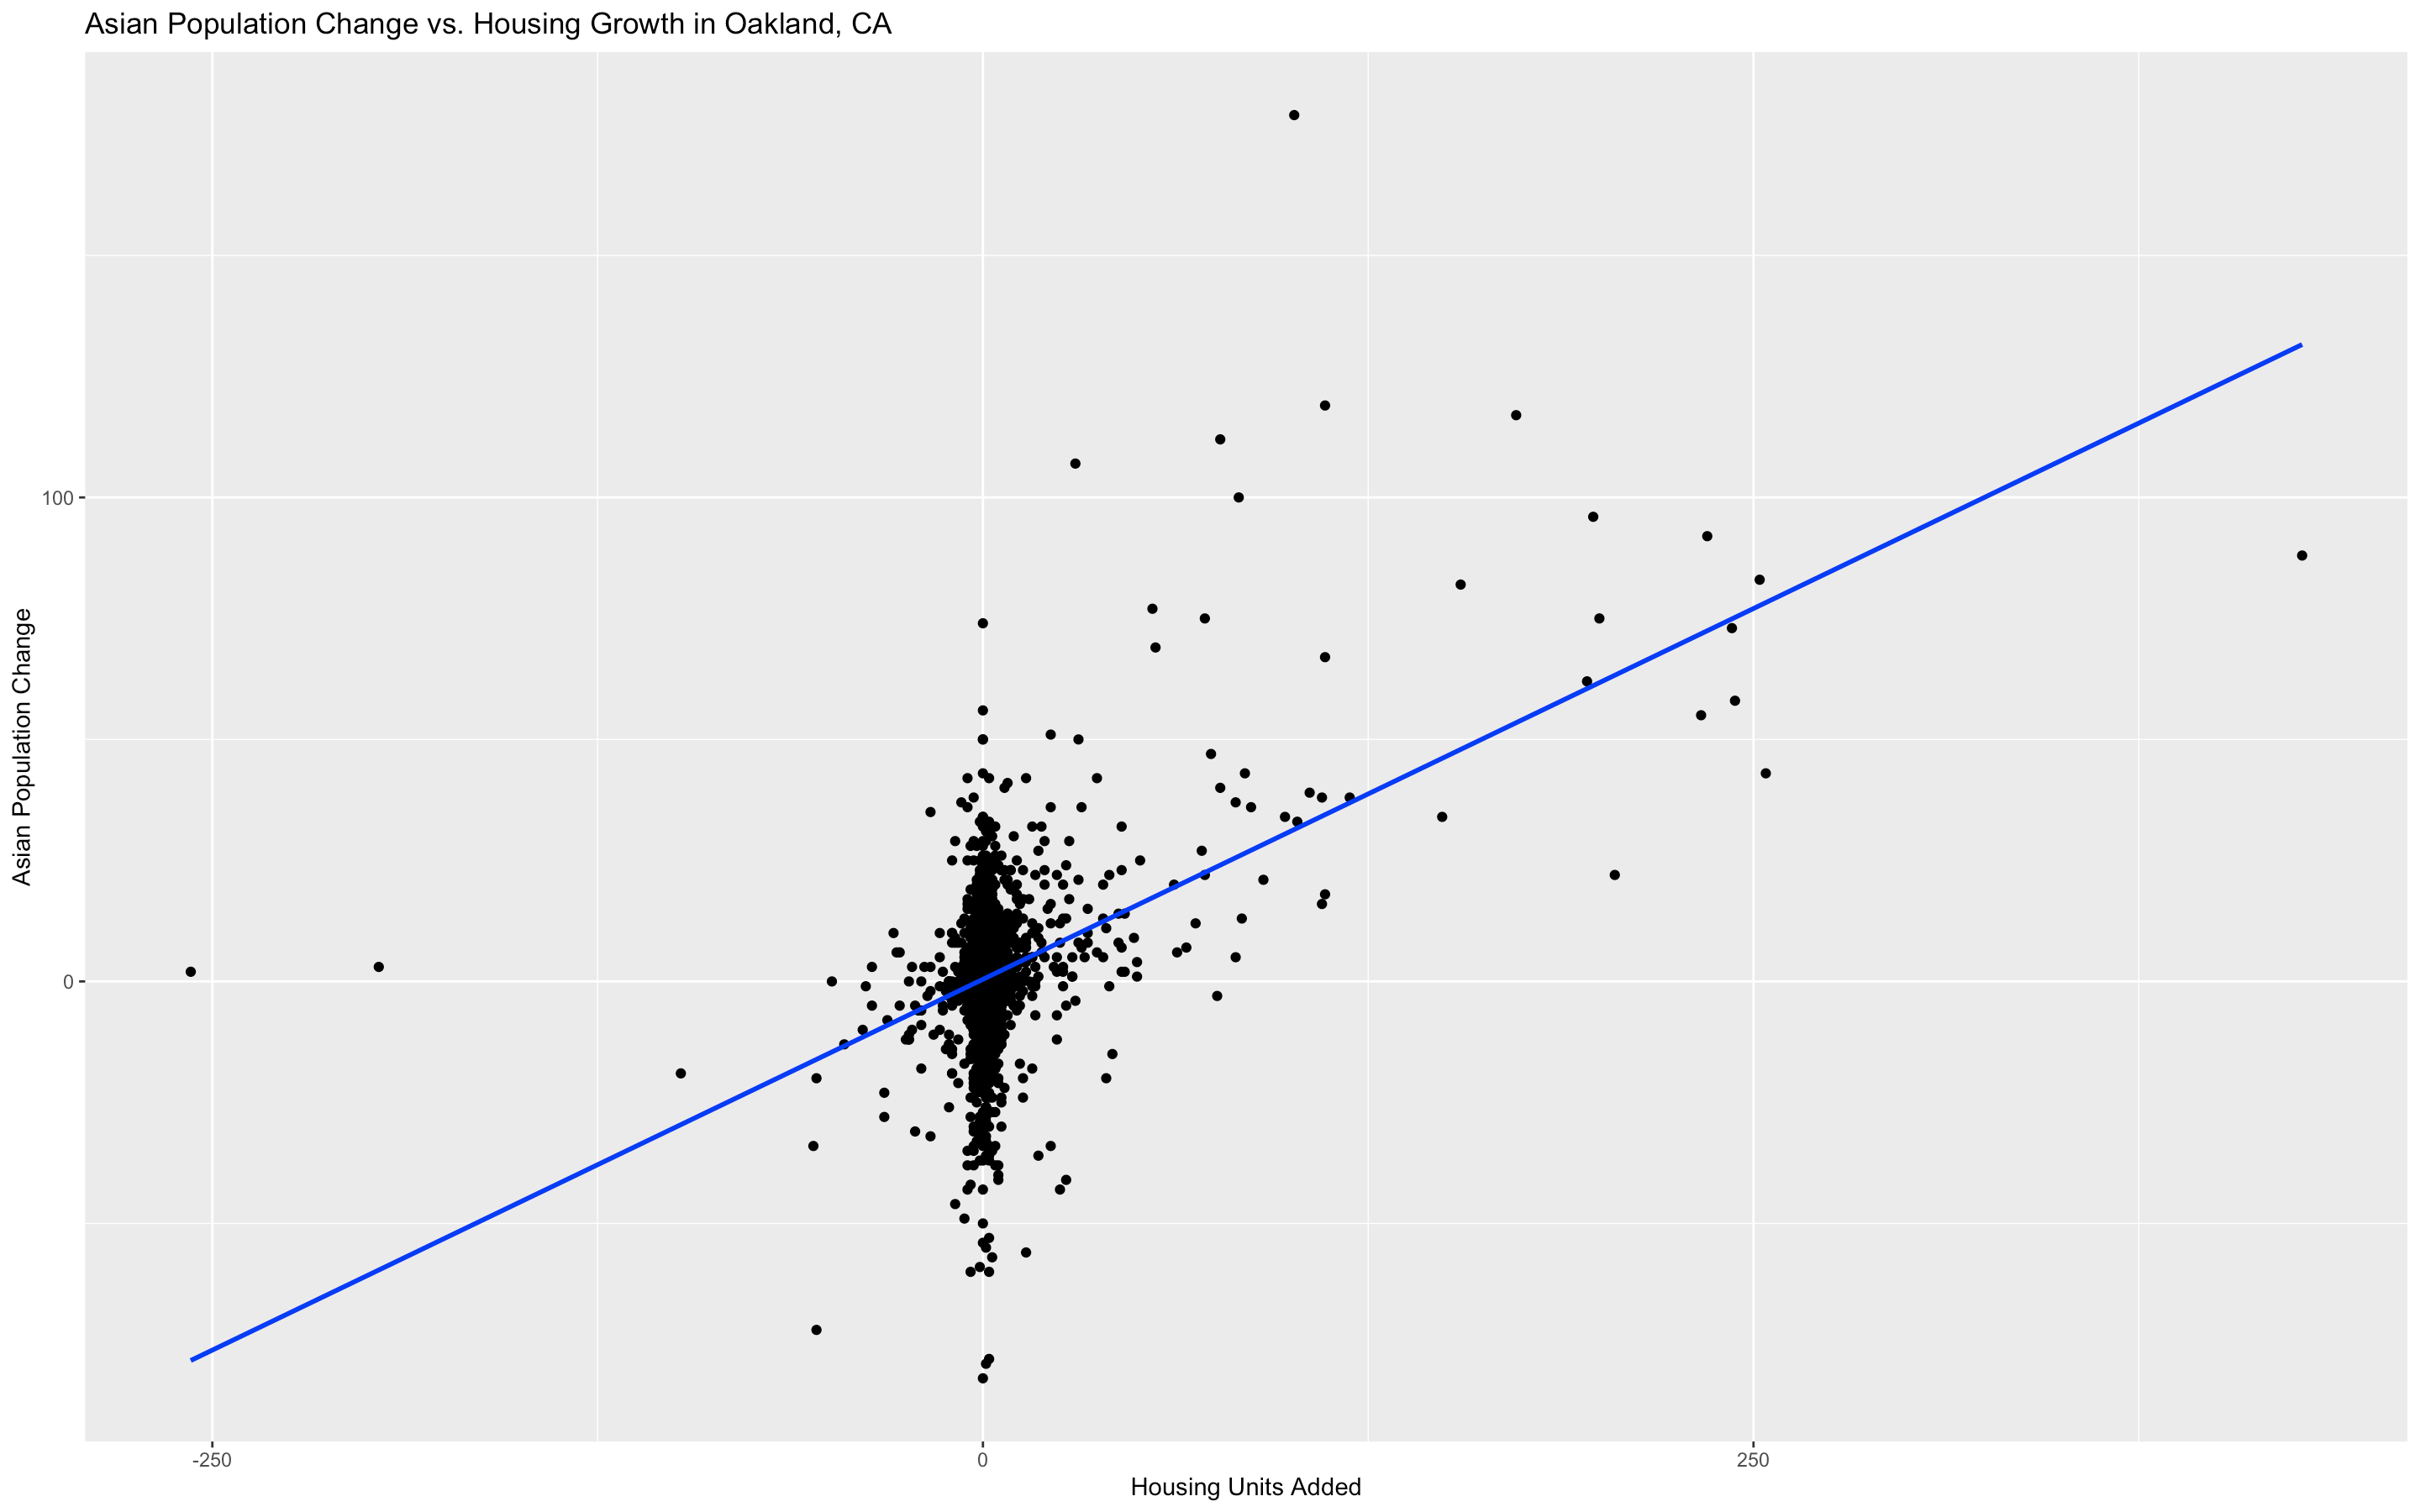 Asian Population Change vs. Housing Growth in Oakland, CA
Asian Population Change
100
0
-250
0
250
Housing Units Added